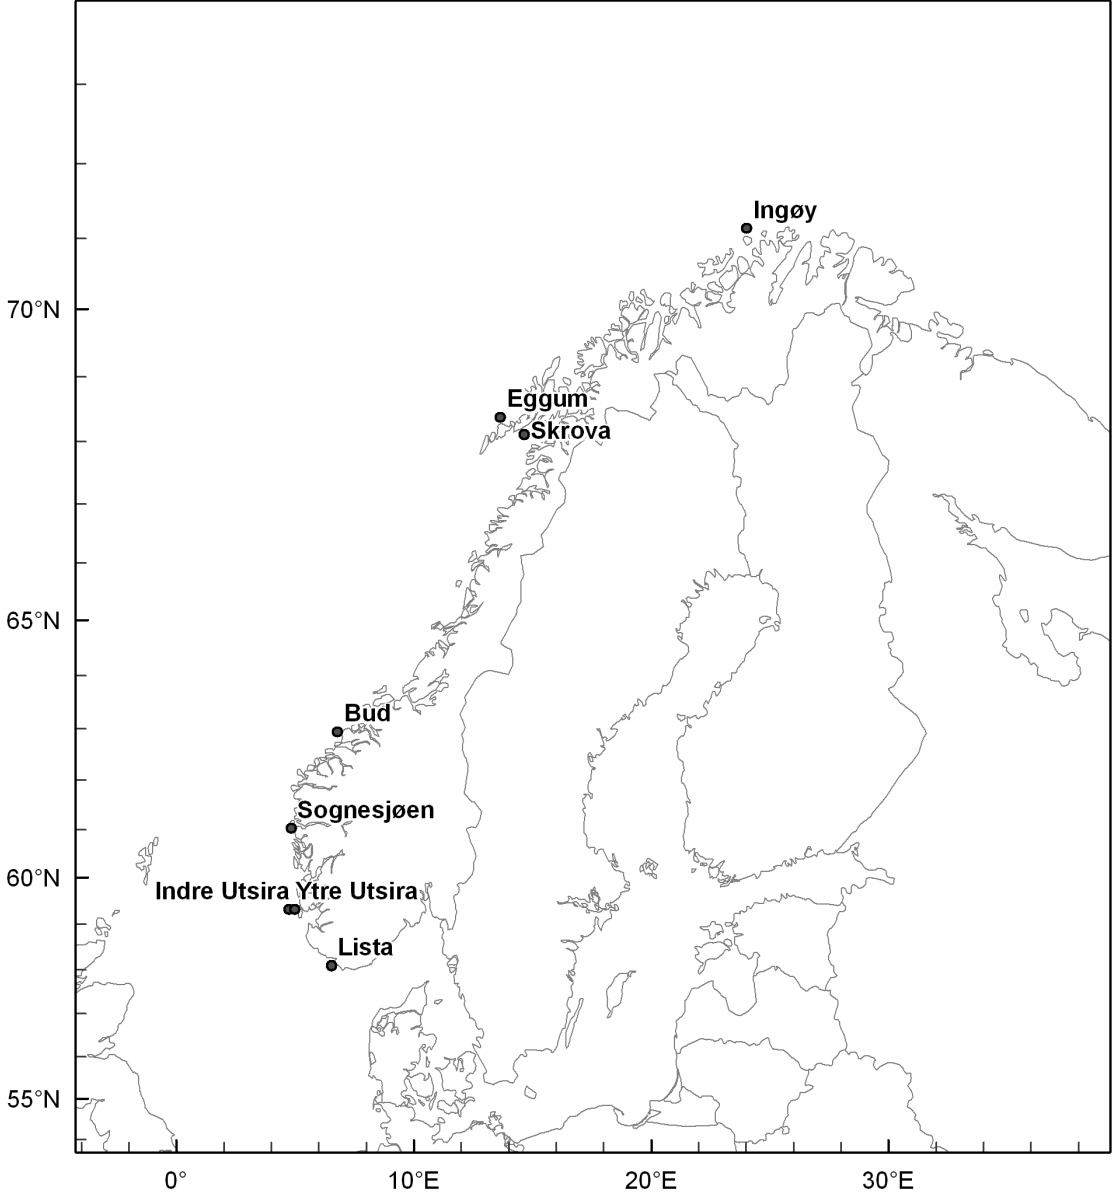 Ingøy
70°N
Eggum
Skrova
65°N
Bud
Sognesjøen
60°N
Indre Utsira Ytre Utsira
Lista
55°N
0° 10°E 20°E 30°E